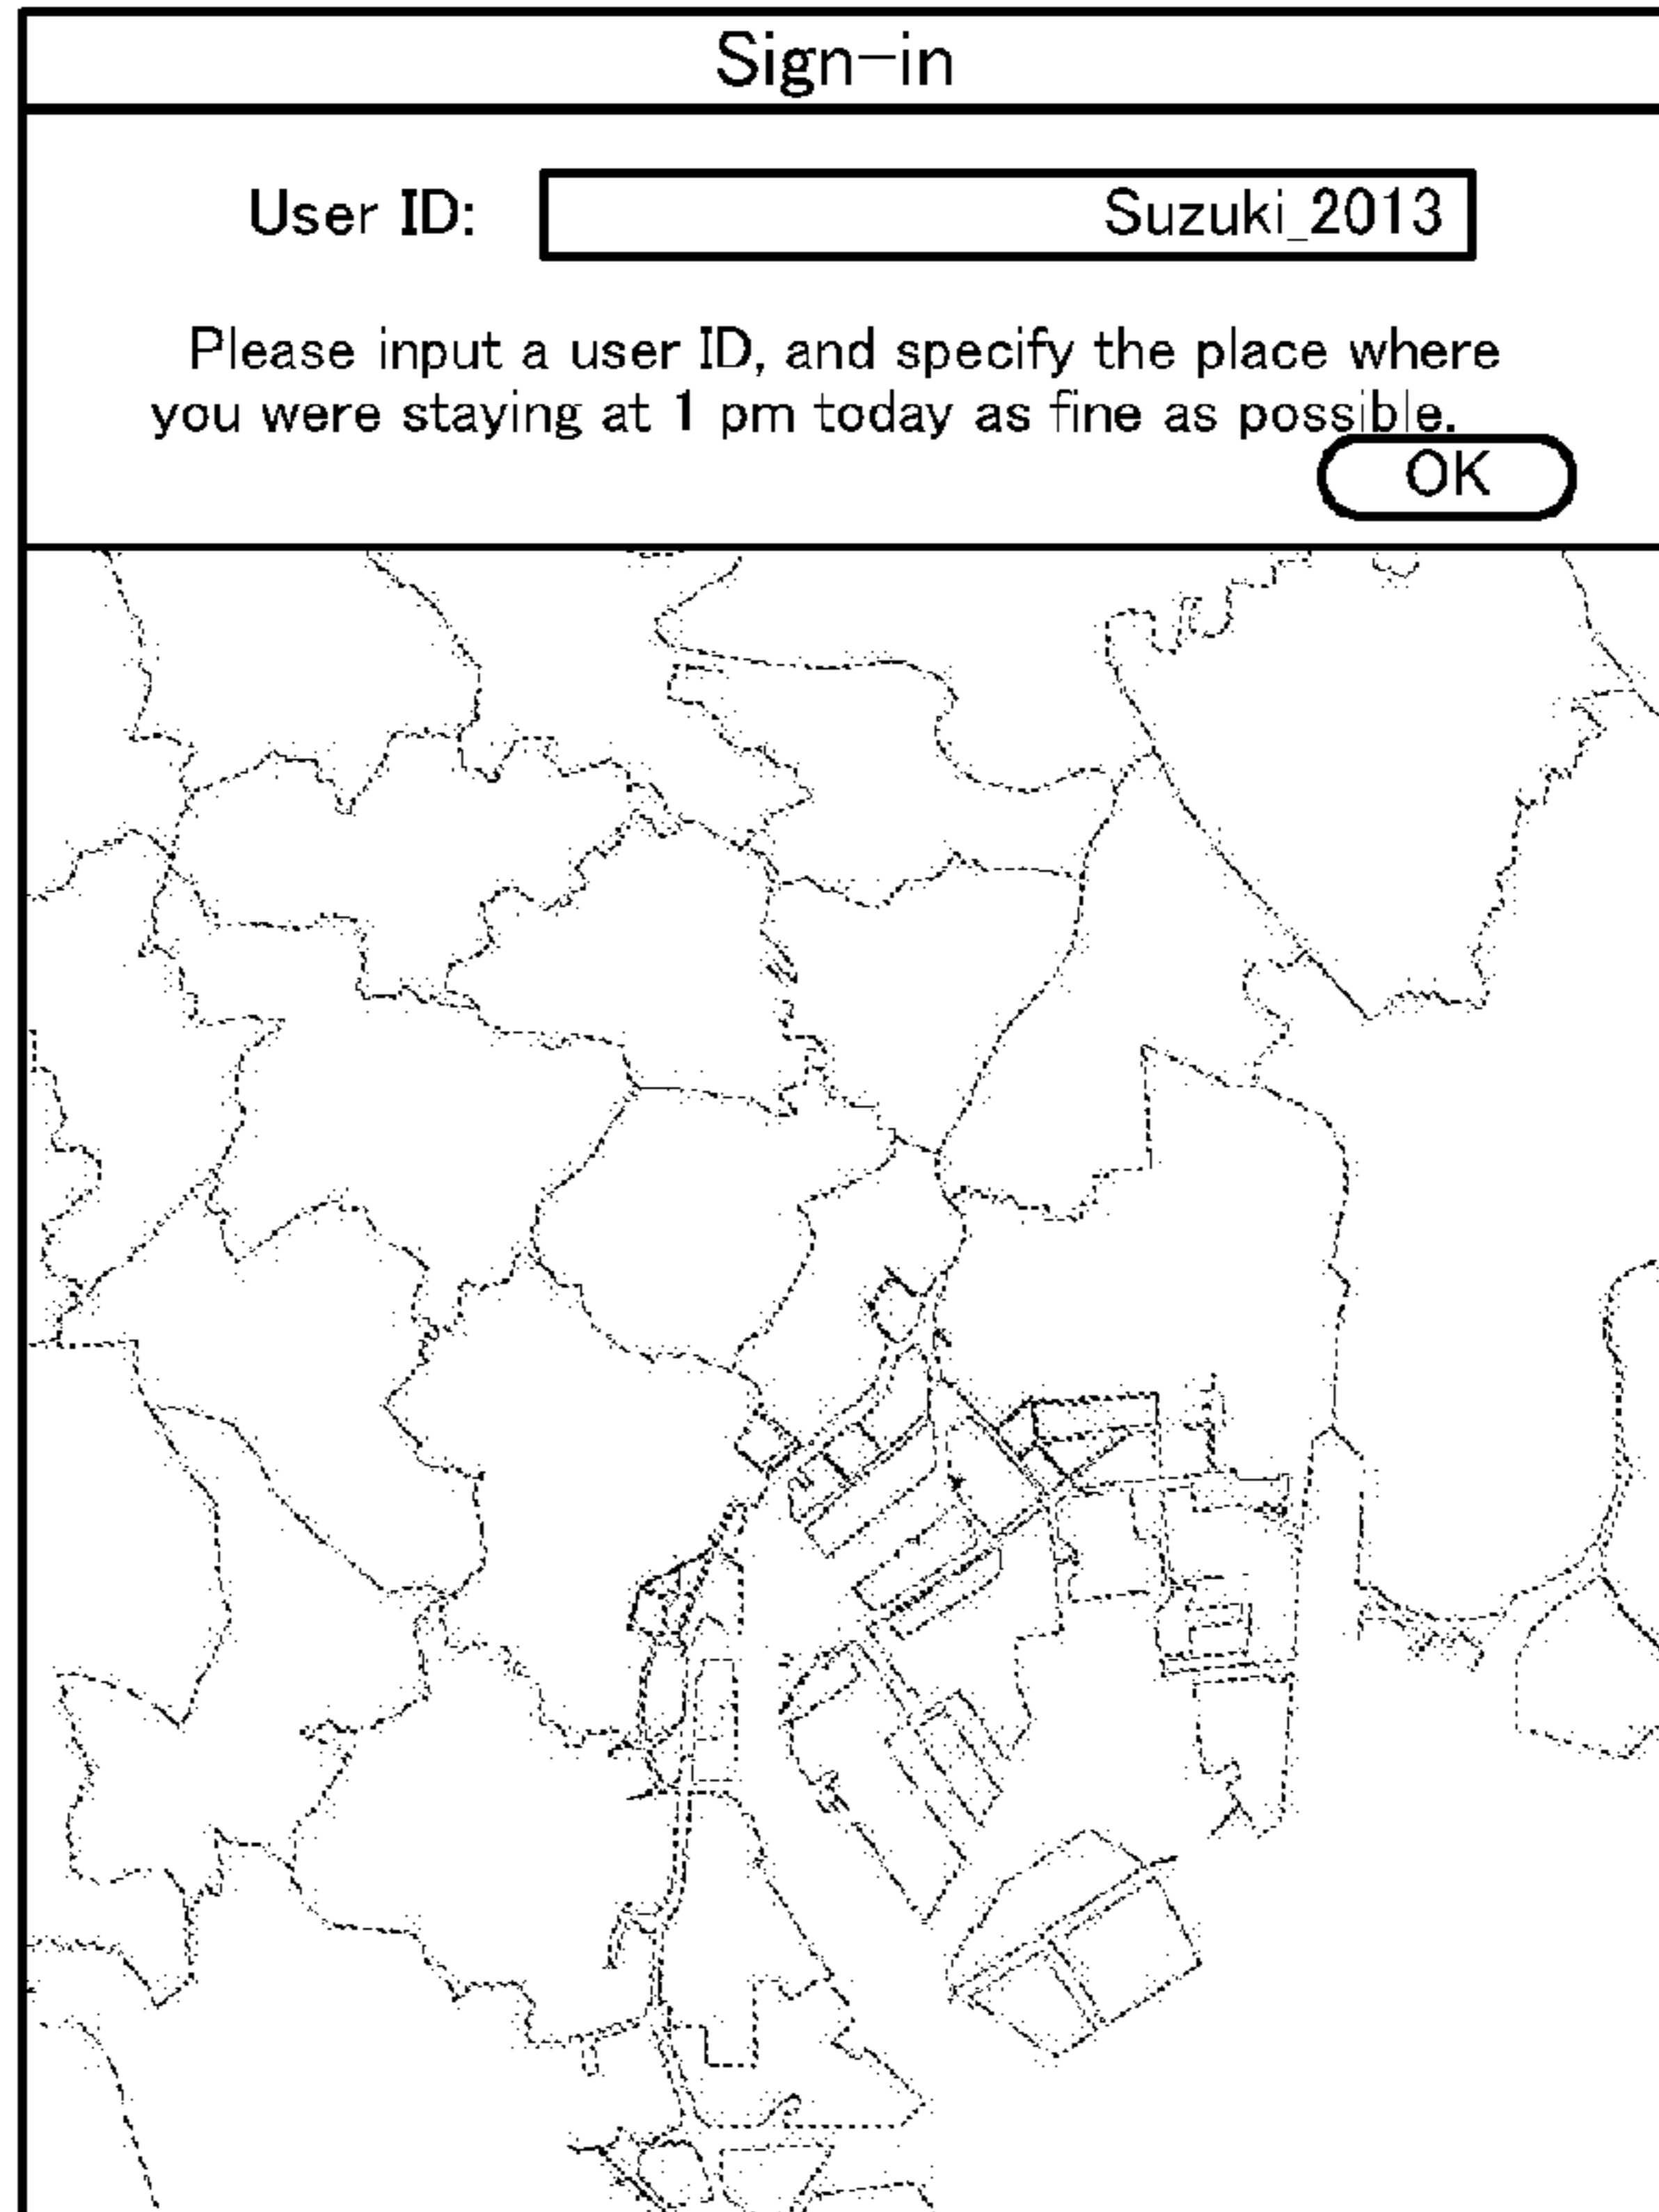 Sign-in
User ID: Suzuki_2013
Please input a user ID, and specify the place where
you were staying at 1 pm today as fine as possible.
OK